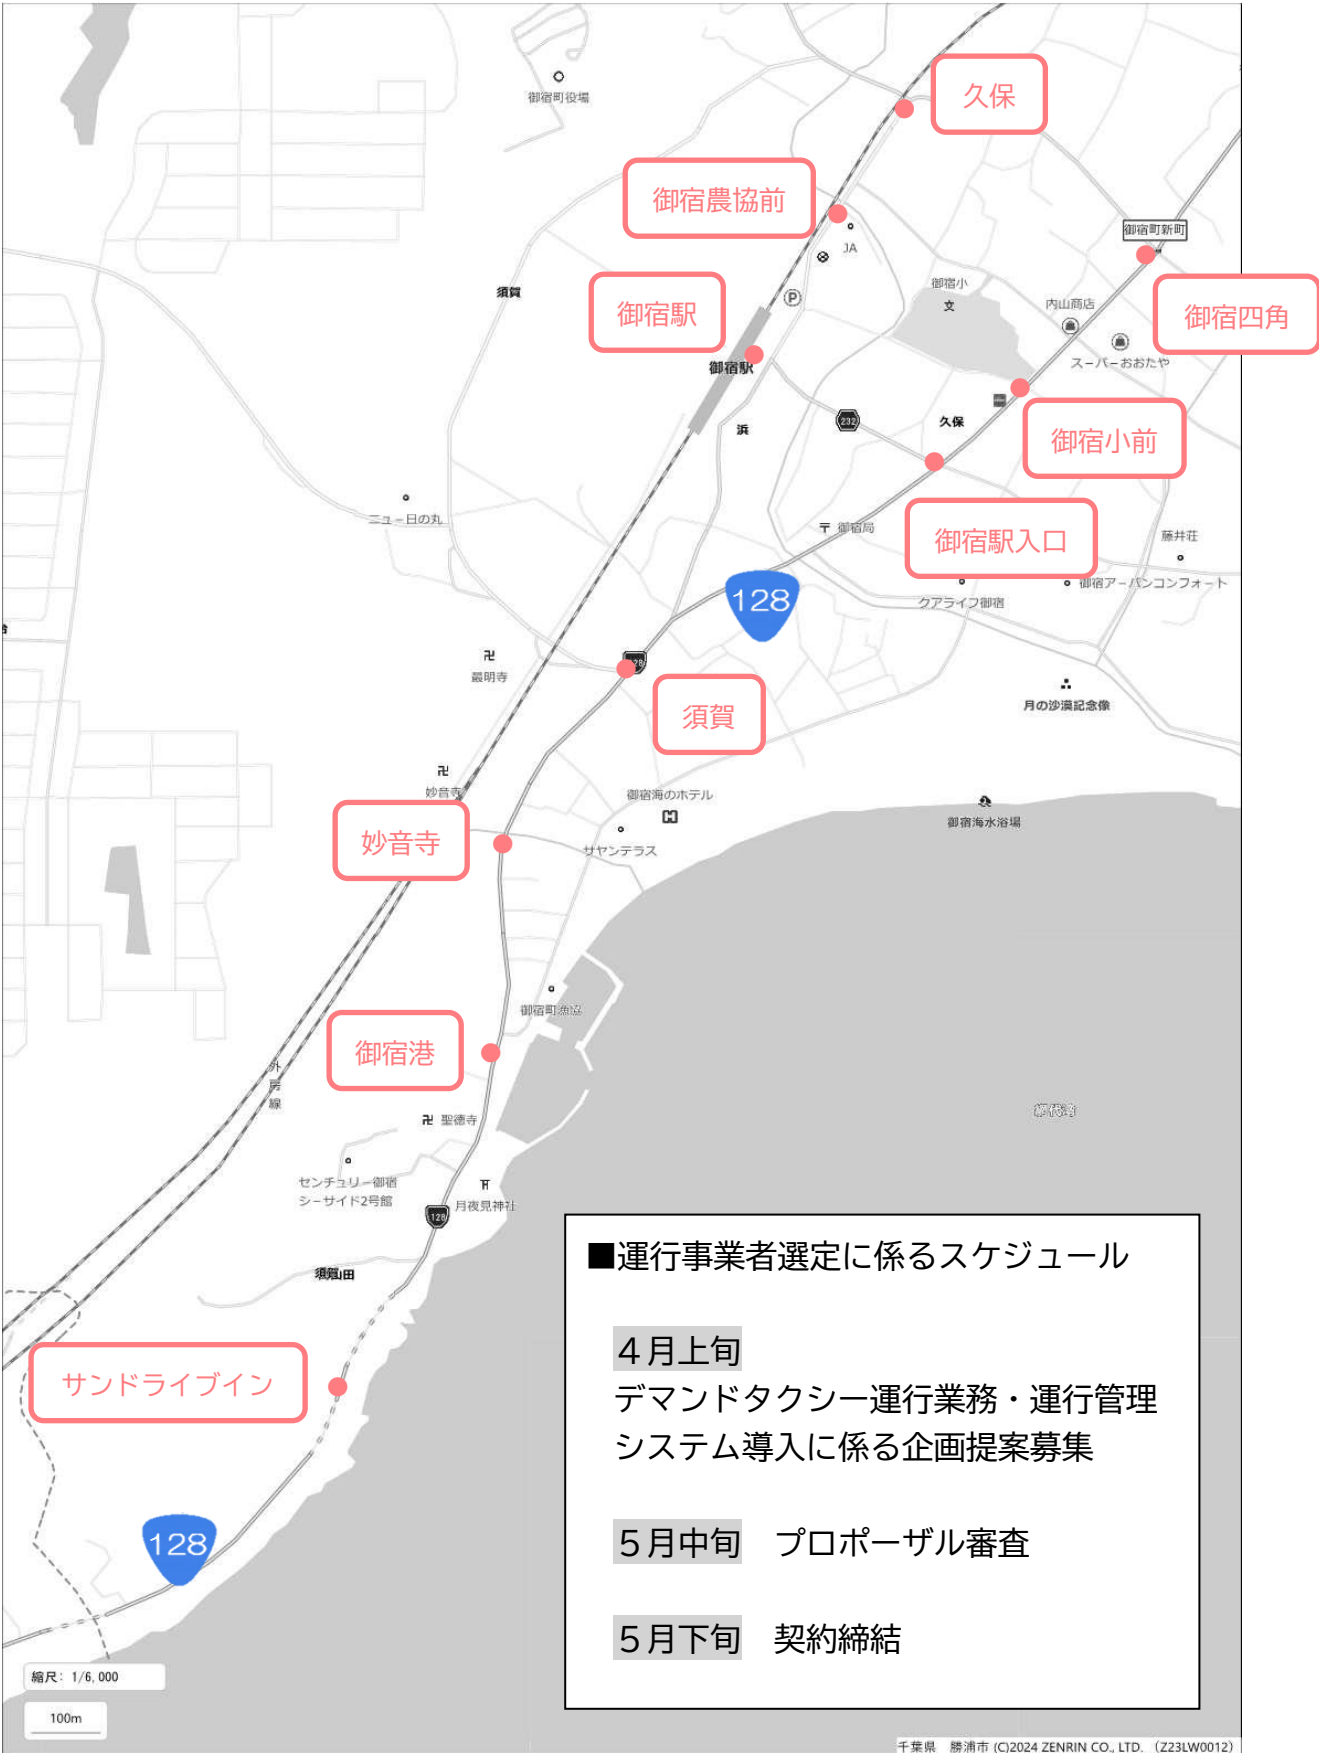 御宿町役場
久保
御宿農協前
JA
御宿町新町
御宿駅
須賀
P
御宿小
文
内山商店
御宿四角
スーパーおおたや
御宿駅
浜
232
久保
御宿小前
ニュー日の丸
〒 御宿局
御宿駅入口
藤井荘
御宿アーバンコンフォート
クアライフ御宿
128
卍
最明寺
128
須賀
月の沙漠記念像
卍
妙音寺
御宿海のホテル
H
御宿海水浴場
妙音寺
サヤンテラス
御宿町漁協
御宿港
外房線
網代湾
卍 聖徳寺
センチュリー御宿
シーサイド2号館
月夜見神社
128
サンドライブイン
128
■運行事業者選定に係るスケジュール
４月上旬
デマンドタクシー運行業務・運行管理
システム導入に係る企画提案募集
５月中旬 プロポーザル審査
５月下旬 契約締結
縮尺: 1/6,000
100m
千葉県 勝浦市 (C)2024 ZENRIN CO., LTD. (Z23LW0012)